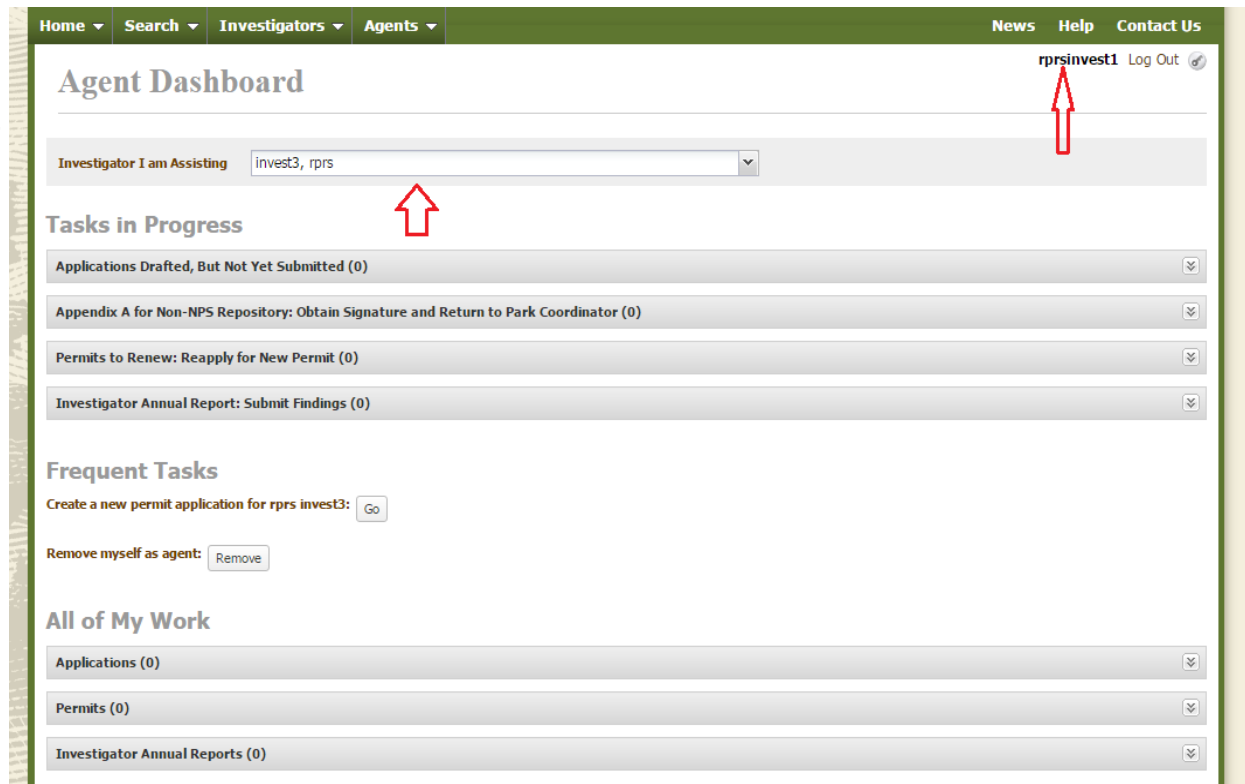 Home Search Investigators Agents News Help Contact Us
rprsinvest1 Log Out
Agent Dashboard
Investigator I am Assisting invest3, rprs
Tasks in Progress
Applications Drafted, But Not Yet Submitted (0)
Appendix A for Non-NPS Repository: Obtain Signature and Return to Park Coordinator (0)
Permits to Renew: Reapply for New Permit (0)
Investigator Annual Report: Submit Findings (0)
Frequent Tasks
Create a new permit application for rprs invest3: Go
Remove myself as agent: Remove
All of My Work
Applications (0)
Permits (0)
Investigator Annual Reports (0)